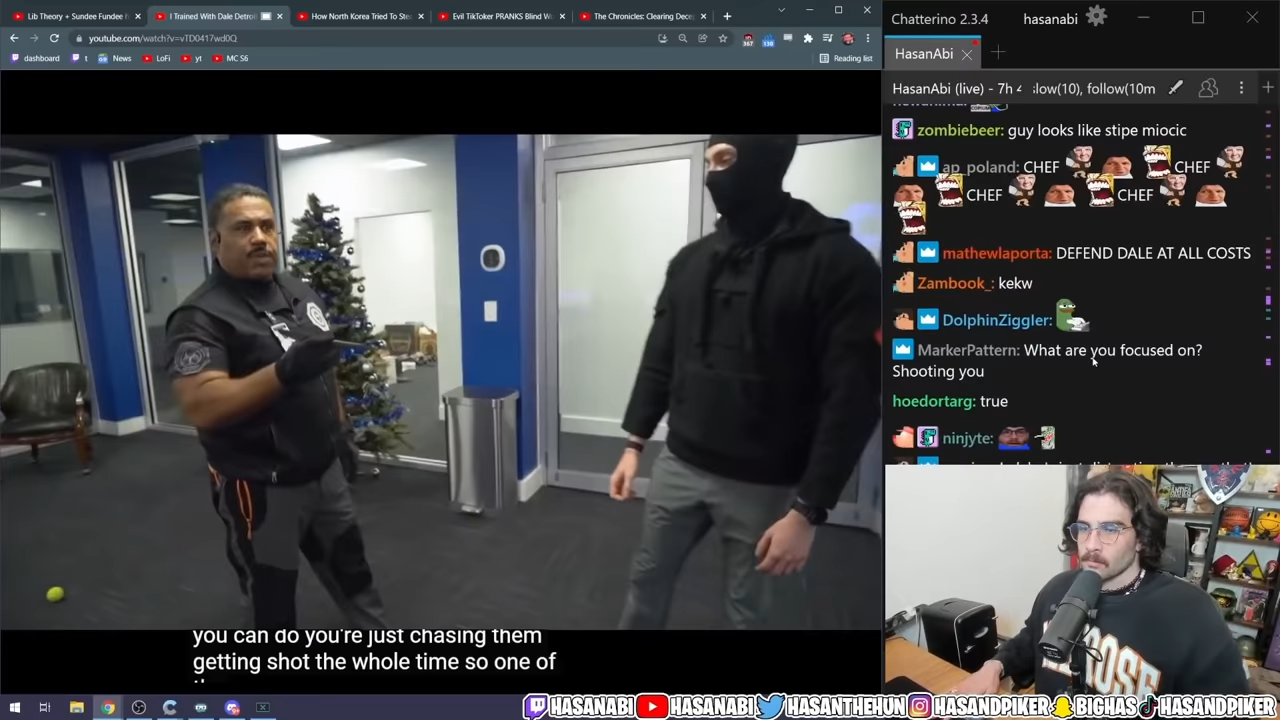 Lib Theory + Sundee Fundee
I Trained With Dale Detro
How North Korea Tried To Ste
Evil TikToker PRANKS Blind W
The Chronicles: Clearing Dece
youtube.com/watch?v=vTD0417wd0Q
dashboard t News LoFi yt MC S6 Reading list
Chatterino 2.3.4 hasanabi
HasanAbi
HasanAbi (live) - 7h 4 low(10), follow(10m
zombiebeer: guy looks like stipe miocic
ap_poland: CHEF CHEF
CHEF CHEF
mathewlaporta: DEFEND DALE AT ALL COSTS
Zambook_: kekw
DolphinZiggler:
MarkerPattern: What are you focused on?
Shooting you
hoedortarg: true
ninjyte:
you can do you're just chasing them
getting shot the whole time so one of
HASANABI HASANABI HASANTHEHUN HASANDPIKER BIGHAS HASANDPIKER